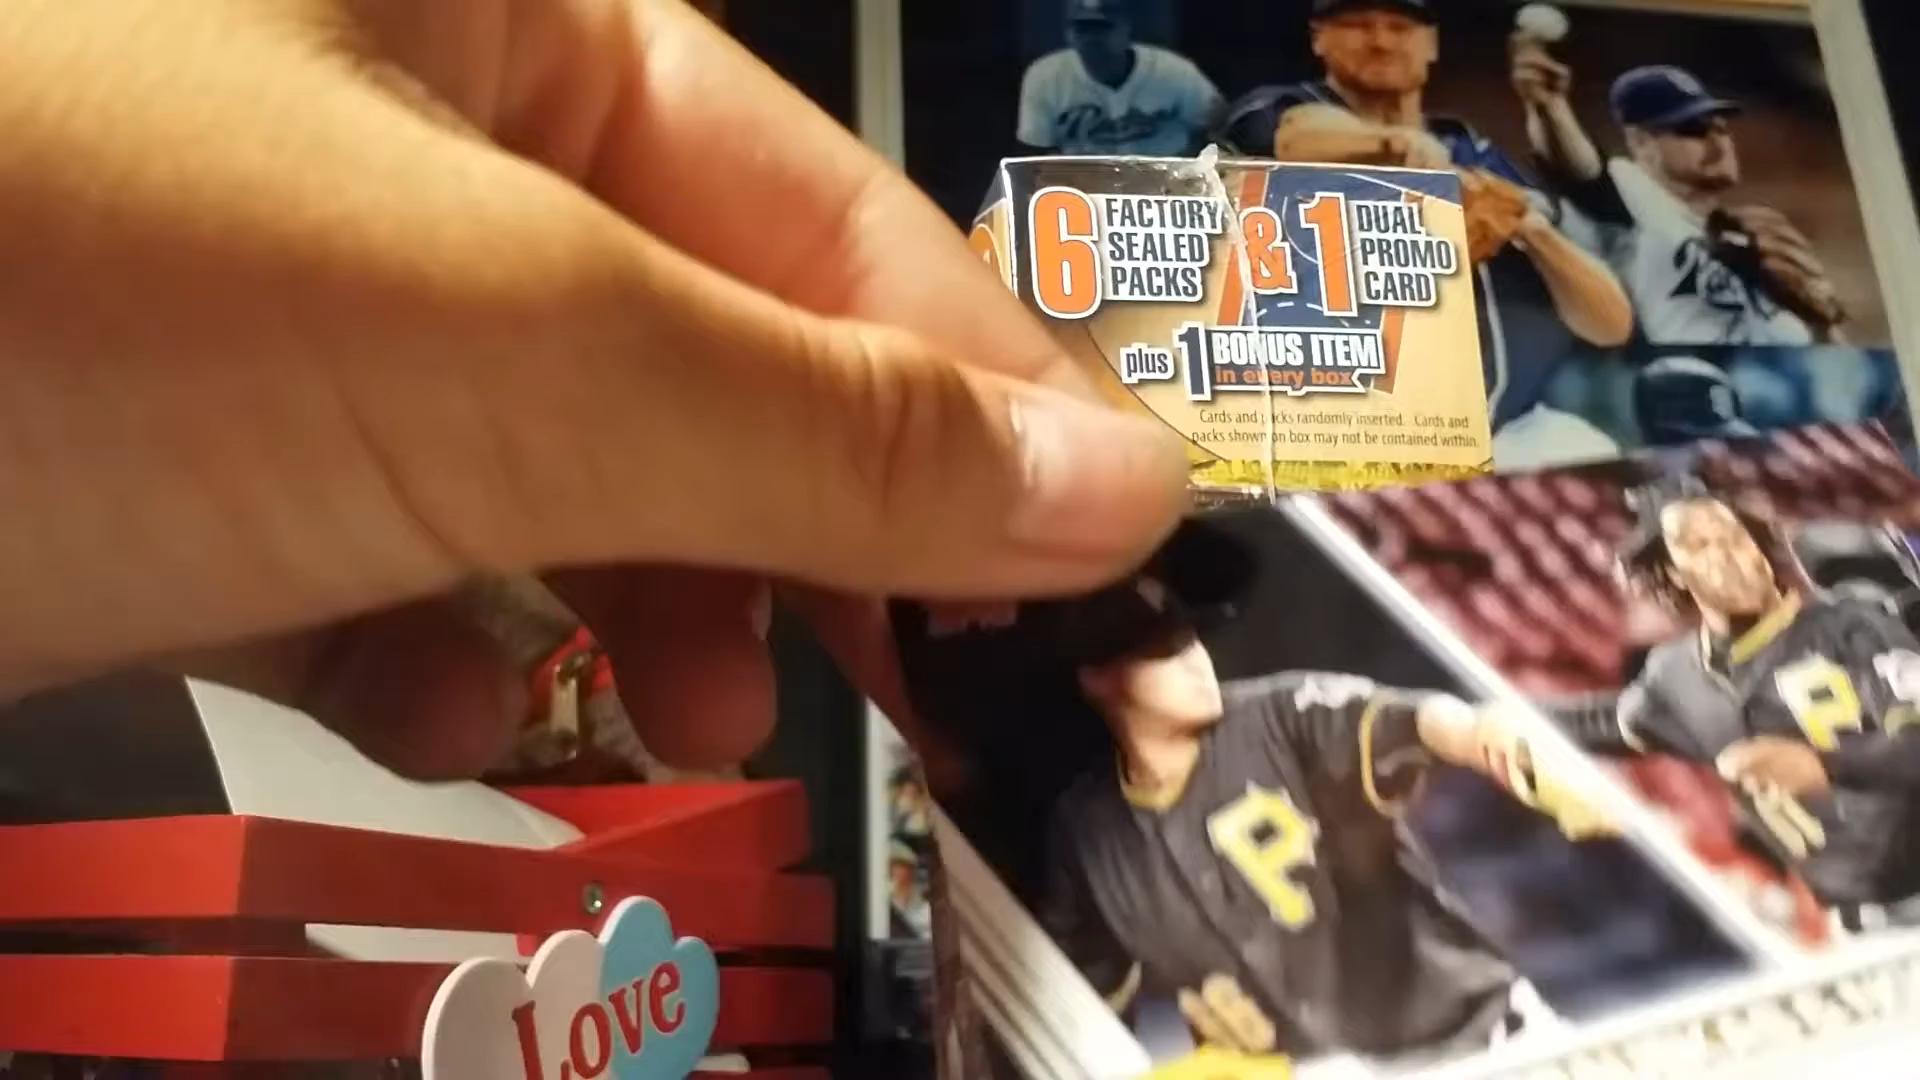 6 FACTORY SEALED PACKS & 1 DUAL PROMO CARD
plus 1 BONUS ITEM
in every box
Cards and packs randomly inserted. Cards and
packs shown on box may not be contained within.
P
P
Love